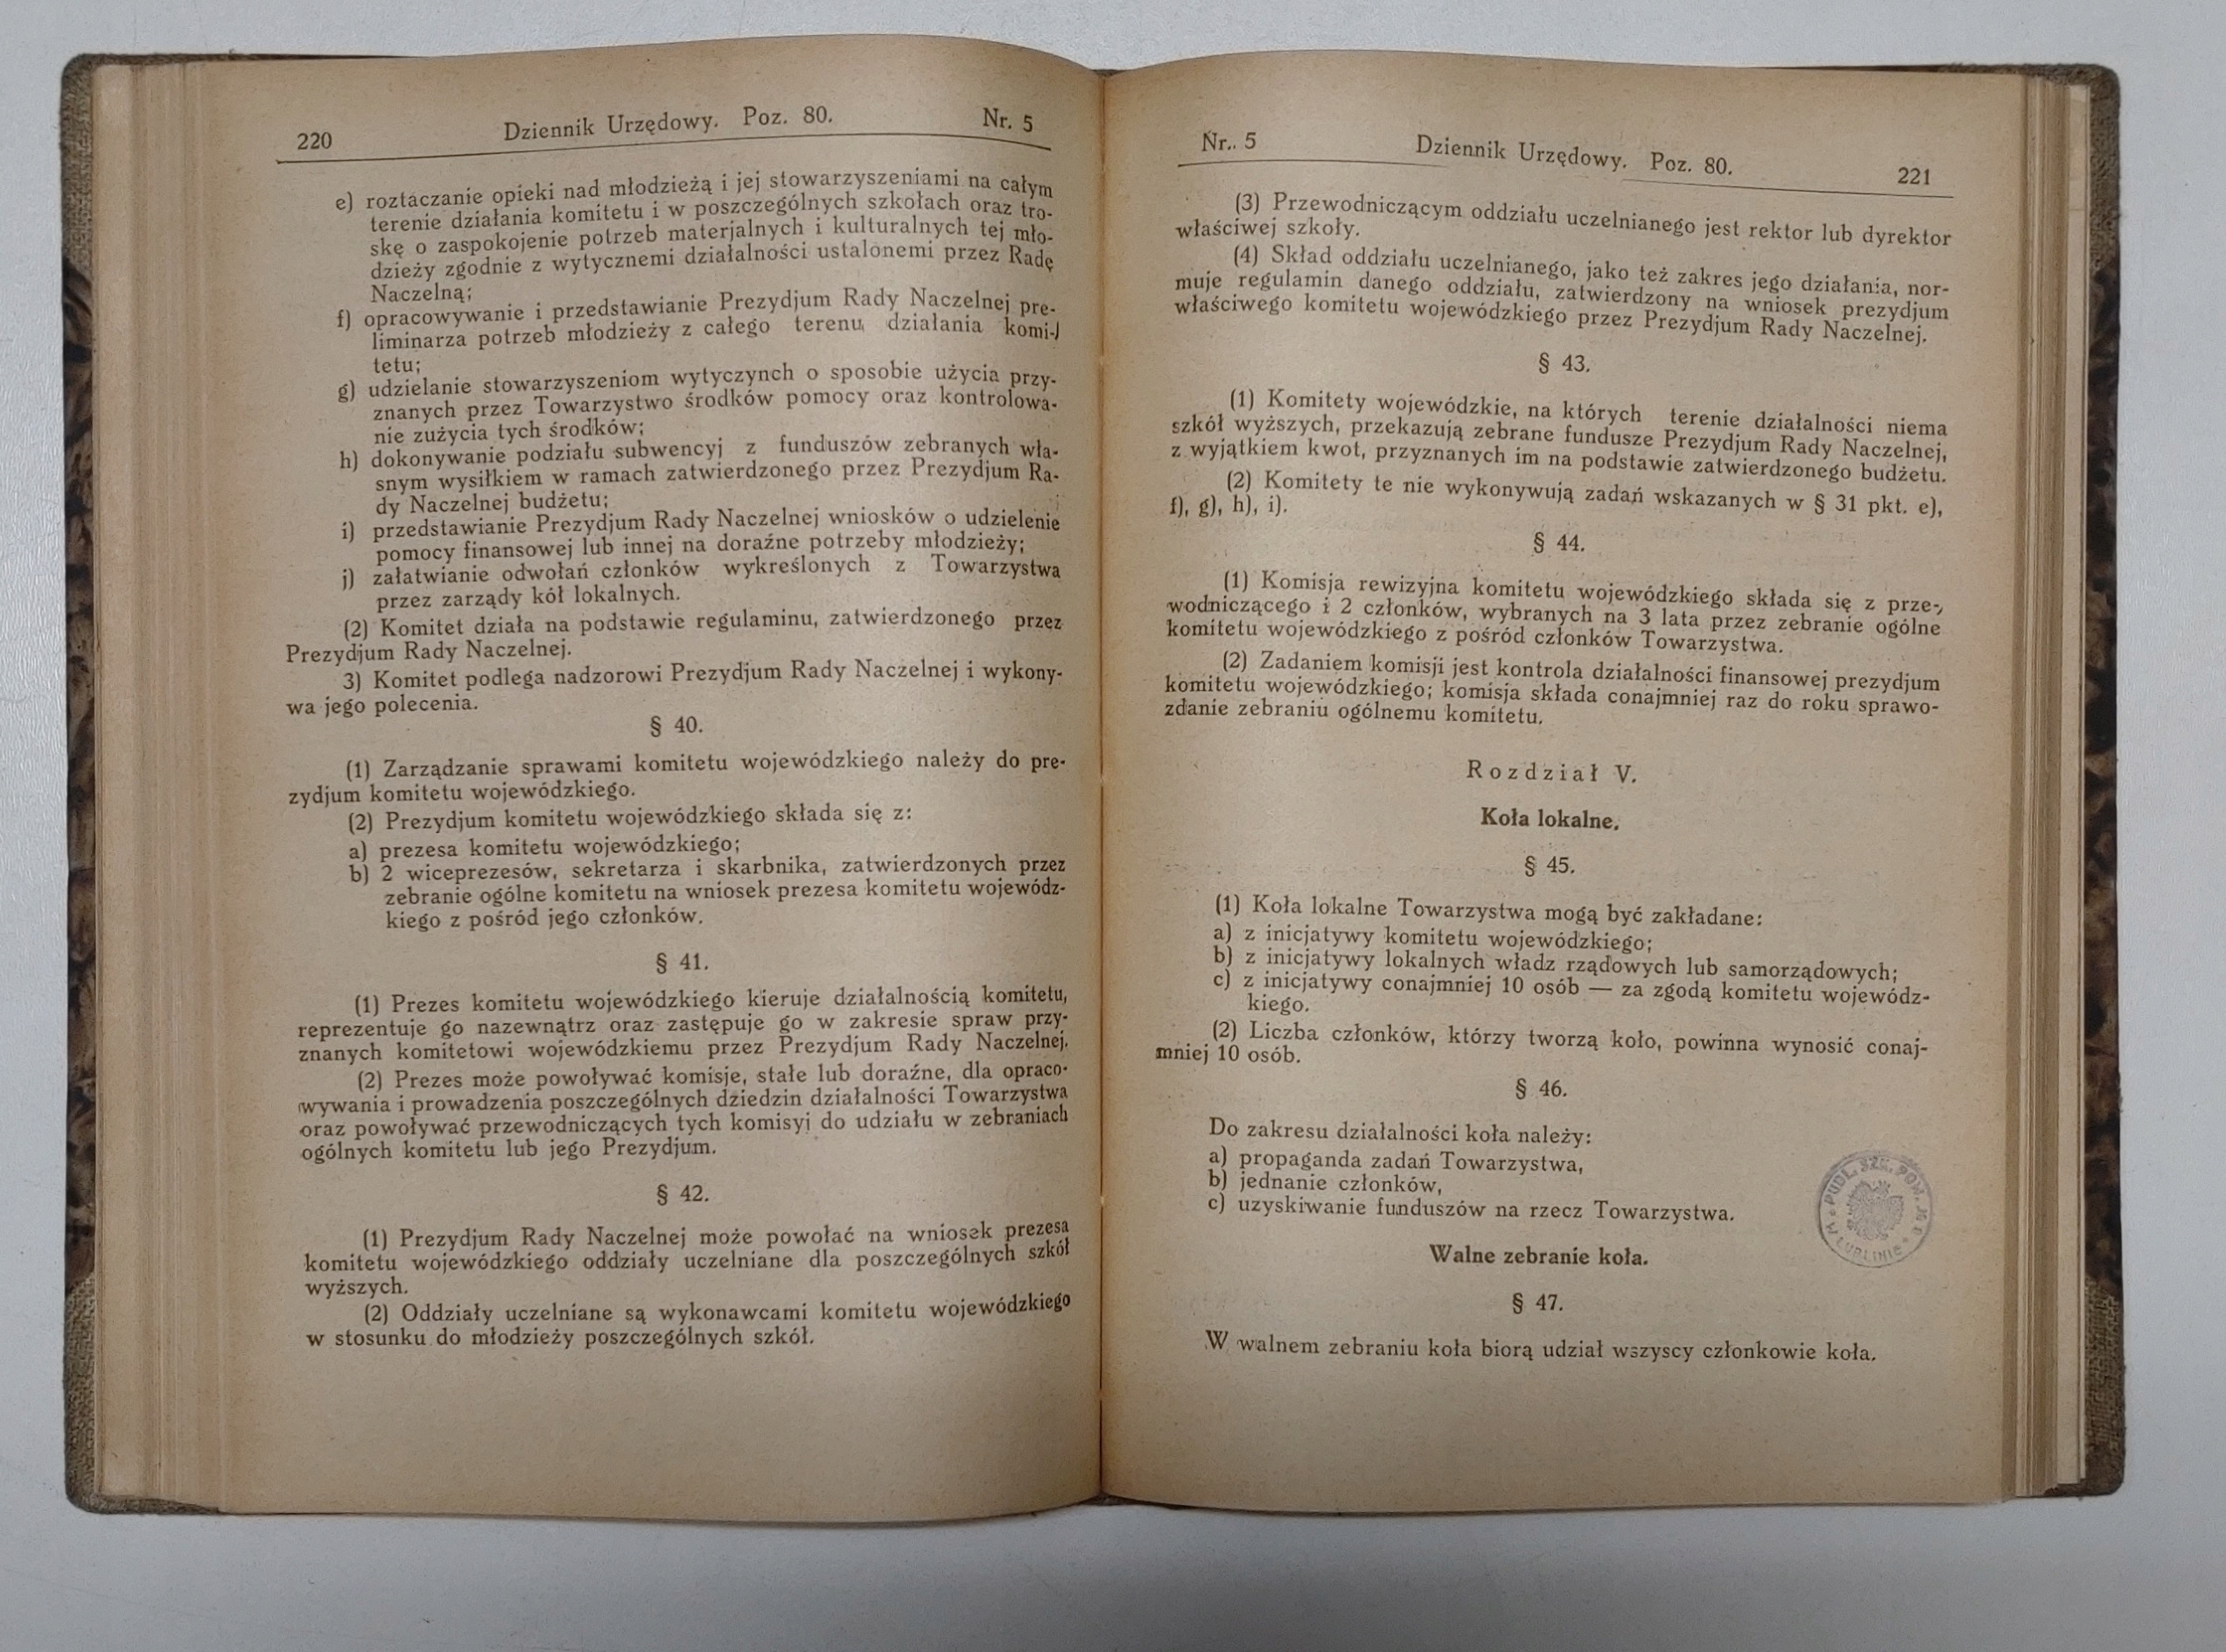 220 Dziennik Urzędowy. Poz. 80. Nr. 5
e) roztaczanie opieki nad młodzieżą i jej stowarzyszeniami na całym
terenie działania komitetu i w poszczególnych szkołach oraz tro-
skę o zaspokojenie potrzeb materjalnych i kulturalnych tej mło-
dzieży zgodnie z wytycznemi działalności ustalonemi przez Radę
Naczelną;
f) opracowywanie i przedstawianie Prezydjum Rady Naczelnej pre-
liminarza potrzeb młodzieży z całego terenu działania komi-
tetu;
g) udzielanie stowarzyszeniom wytyczynch o sposobie użycia przy-
znanych przez Towarzystwo środków pomocy oraz kontrolowa-
nie zużycia tych środków;
h) dokonywanie podziału subwencyj z funduszów zebranych wła-
snym wysiłkiem w ramach zatwierdzonego przez Prezydjum Ra-
dy Naczelnej budżetu;
i) przedstawianie Prezydjum Rady Naczelnej wniosków o udzielenie
pomocy finansowej lub innej na doraźne potrzeby młodzieży;
j) załatwianie odwołań członków wykreślonych z Towarzystwa
przez zarządy kół lokalnych.
(2) Komitet działa na podstawie regulaminu, zatwierdzonego przez
Prezydjum Rady Naczelnej.
3) Komitet podlega nadzorowi Prezydjum Rady Naczelnej i wykony-
wa jego polecenia.
§ 40.
(1) Zarządzanie sprawami komitetu wojewódzkiego należy do pre-
zydjum komitetu wojewódzkiego.
(2) Prezydjum komitetu wojewódzkiego składa się z:
a) prezesa komitetu wojewódzkiego;
b) 2 wiceprezesów, sekretarza i skarbnika, zatwierdzonych przez
zebranie ogólne komitetu na wniosek prezesa komitetu wojewódz-
kiego z pośród jego członków.
§ 41.
(1) Prezes komitetu wojewódzkiego kieruje działalnością komitetu,
reprezentuje go nazewnątrz oraz zastępuje go w zakresie spraw przy-
znanych komitetowi wojewódzkiemu przez Prezydjum Rady Naczelnej.
(2) Prezes może powoływać komisje, stałe lub doraźne, dla opraco-
wywania i prowadzenia poszczególnych dziedzin działalności Towarzystwa
oraz powoływać przewodniczących tych komisyj do udziału w zebraniach
ogólnych komitetu lub jego Prezydjum.
§ 42.
(1) Prezydjum Rady Naczelnej może powołać na wniosek prezesa
komitetu wojewódzkiego oddziały uczelniane dla poszczególnych szkół
wyższych.
(2) Oddziały uczelniane są wykonawcami komitetu wojewódzkiego
w stosunku do młodzieży poszczególnych szkół.
Nr.. 5 Dziennik Urzędowy. Poz. 80. 221
(3) Przewodniczącym oddziału uczelnianego jest rektor lub dyrektor
właściwej szkoły.
(4) Skład oddziału uczelnianego, jako też zakres jego działania, nor-
muje regulamin danego oddziału, zatwierdzony na wniosek prezydjum
właściwego komitetu wojewódzkiego przez Prezydjum Rady Naczelnej.
§ 43.
(1) Komitety wojewódzkie, na których terenie działalności niema
szkół wyższych, przekazują zebrane fundusze Prezydjum Rady Naczelnej,
z wyjątkiem kwot, przyznanych im na podstawie zatwierdzonego budżetu.
(2) Komitety te nie wykonywują zadań wskazanych w § 31 pkt. e),
f), g), h), i).
§ 44.
(1) Komisja rewizyjna komitetu wojewódzkiego składa się z prze-
wodniczącego i 2 członków, wybranych na 3 lata przez zebranie ogólne
komitetu wojewódzkiego z pośród członków Towarzystwa.
(2) Zadaniem komisji jest kontrola działalności finansowej prezydjum
komitetu wojewódzkiego; komisja składa conajmniej raz do roku sprawo-
zdanie zebraniu ogólnemu komitetu.
Rozdział V.
Koła lokalne.
§ 45.
(1) Koła lokalne Towarzystwa mogą być zakładane:
a) z inicjatywy komitetu wojewódzkiego;
b) z inicjatywy lokalnych władz rządowych lub samorządowych;
c) z inicjatywy conajmniej 10 osób — za zgodą komitetu wojewódz-
kiego.
(2) Liczba członków, którzy tworzą koło, powinna wynosić conaj-
mniej 10 osób.
§ 46.
Do zakresu działalności koła należy:
a) propaganda zadań Towarzystwa,
b) jednanie członków,
c) uzyskiwanie funduszów na rzecz Towarzystwa.
Walne zebranie koła.
§ 47.
W walnem zebraniu koła biorą udział wszyscy członkowie koła.
PUBL. SZK. POW.
W LUBLINIE